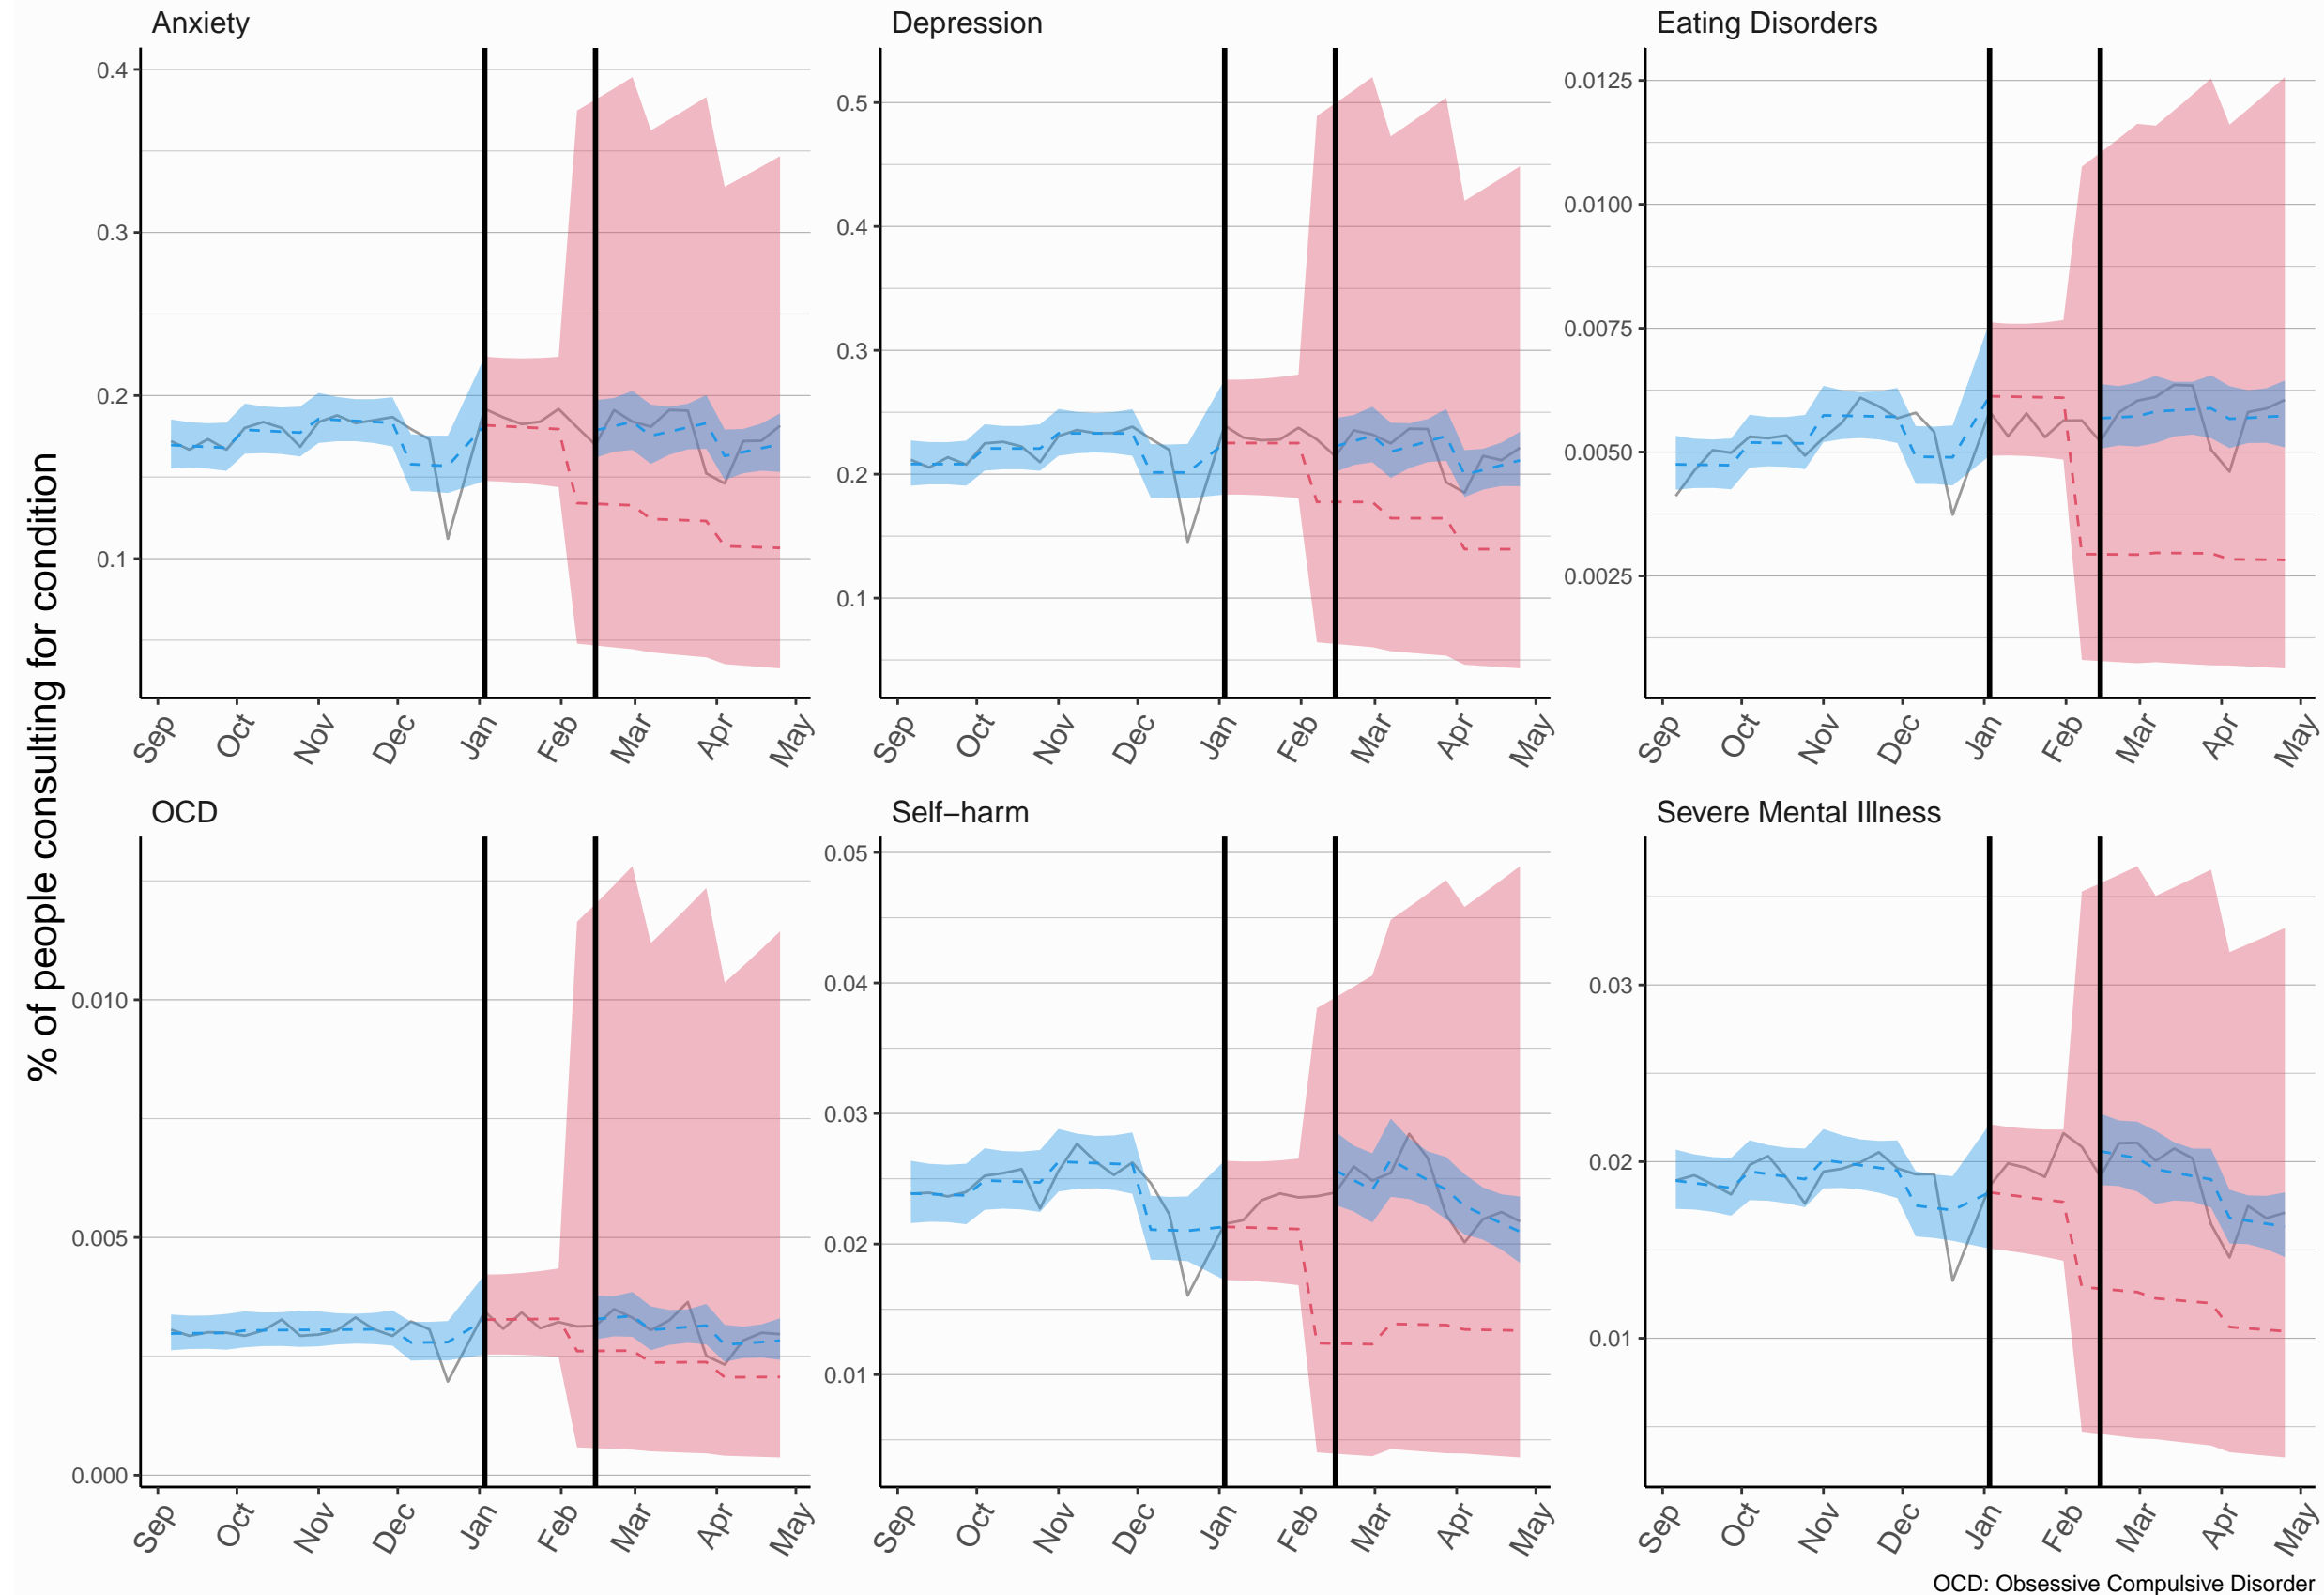 % of people consulting for condition
Anxiety
0.4
0.3
0.2
0.1
Sep Oct Nov Dec Jan Feb Mar Apr May
Depression
0.5
0.4
0.3
0.2
0.1
Sep Oct Nov Dec Jan Feb Mar Apr May
Eating Disorders
0.0125
0.0100
0.0075
0.0050
0.0025
Sep Oct Nov Dec Jan Feb Mar Apr May
OCD
0.010
0.005
0.000
Sep Oct Nov Dec Jan Feb Mar Apr May
Self−harm
0.05
0.04
0.03
0.02
0.01
Sep Oct Nov Dec Jan Feb Mar Apr May
Severe Mental Illness
0.03
0.02
0.01
Sep Oct Nov Dec Jan Feb Mar Apr May
OCD: Obsessive Compulsive Disorder